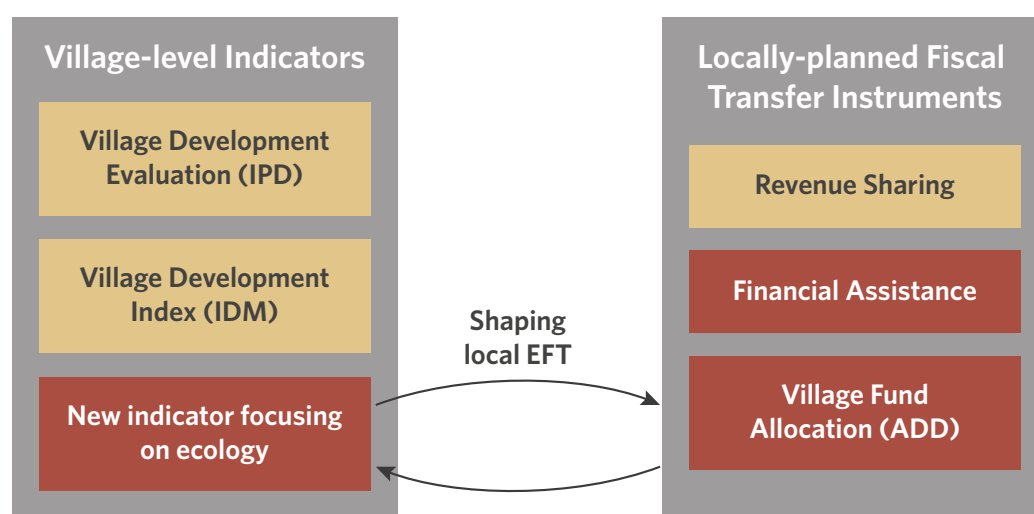 Village-level Indicators
Village Development
Evaluation (IPD)
Village Development
Index (IDM)
New indicator focusing
on ecology
Shaping
local EFT
Locally-planned Fiscal
Transfer Instruments
Revenue Sharing
Financial Assistance
Village Fund
Allocation (ADD)